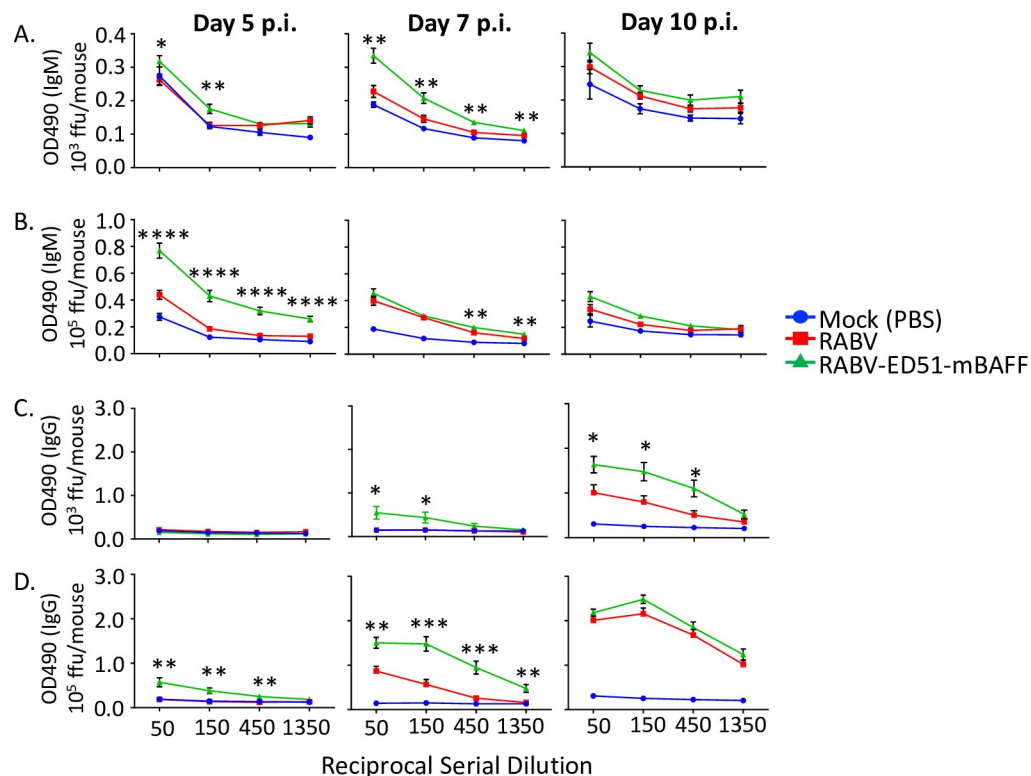 A.
Day 5 p.i.
Day 7 p.i.
Day 10 p.i.
OD490 (IgM)
10³ ffu/mouse
0.4
0.3
0.2
0.1
0.0
*
**
**
**
**
**
B.
OD490 (IgM)
10⁵ ffu/mouse
1.0
0.8
0.6
0.4
0.2
0.0
****
****
****
****
**
**
Mock (PBS)
RABV
RABV-ED51-mBAFF
C.
OD490 (IgG)
10³ ffu/mouse
3.0
2.0
1.0
0.0
*
*
*
*
*
D.
OD490 (IgG)
10⁵ ffu/mouse
3.0
2.0
1.0
0.0
**
**
**
**
***
***
**
50 150 450 1350
50 150 450 1350
50 150 450 1350
Reciprocal Serial Dilution